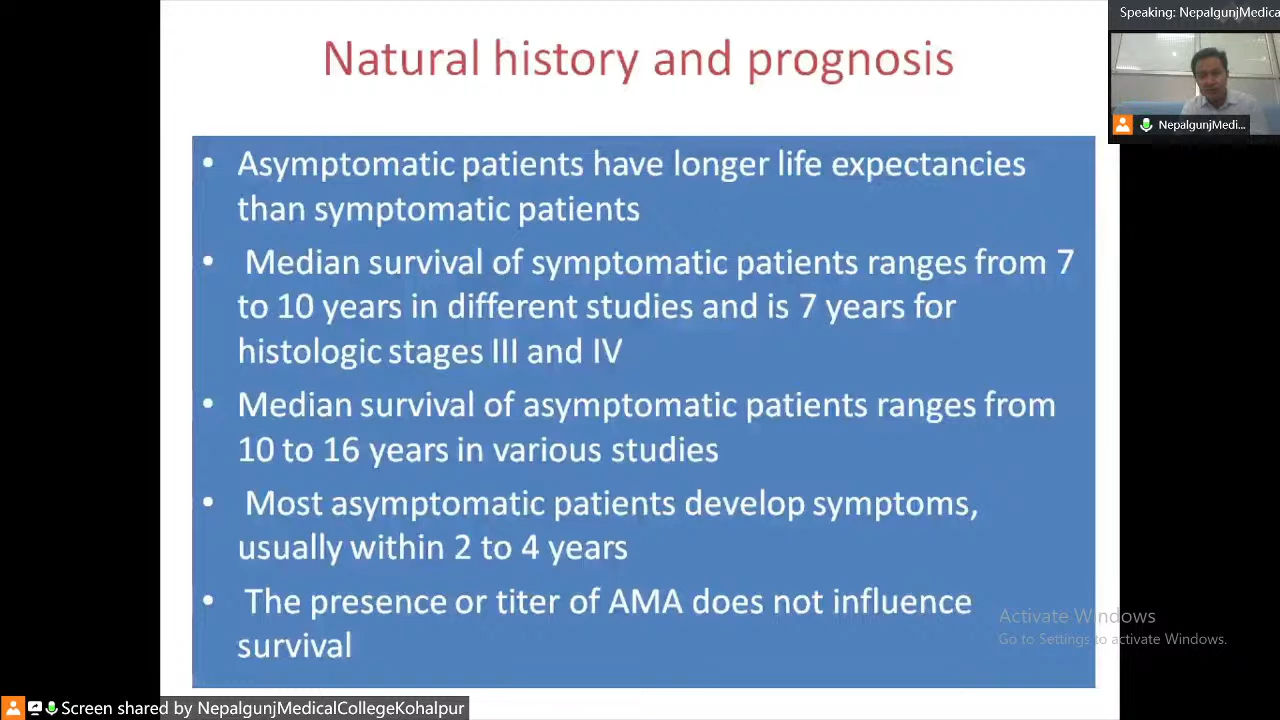 Natural history and prognosis
Speaking: NepalgunjMedica
NepalgunjMedi...
• Asymptomatic patients have longer life expectancies
than symptomatic patients
• Median survival of symptomatic patients ranges from 7
to 10 years in different studies and is 7 years for
histologic stages III and IV
• Median survival of asymptomatic patients ranges from
10 to 16 years in various studies
• Most asymptomatic patients develop symptoms,
usually within 2 to 4 years
• The presence or titer of AMA does not influence
survival
Activate Windows
Go to Settings to activate Windows.
Screen shared by NepalgunjMedicalCollegeKohalpur